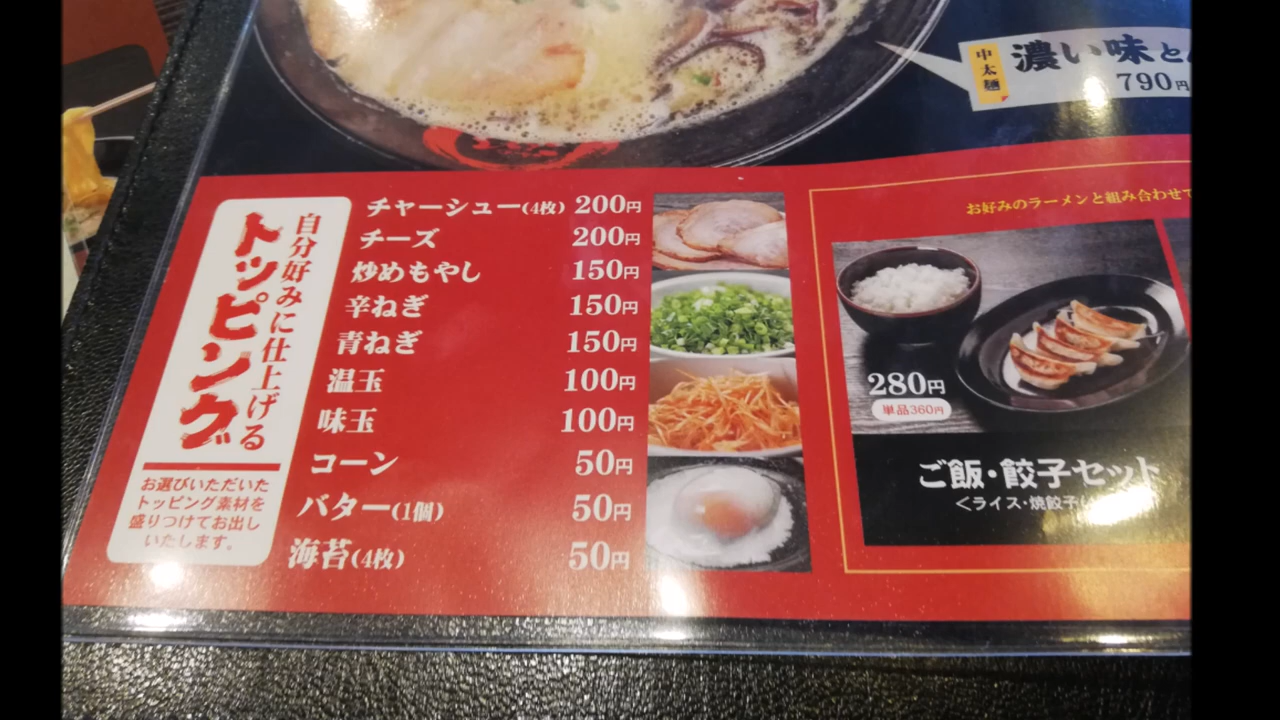 中太麺
濃い味と
790円
自分好みに仕上げる
トッピング
お選びいただいた
トッピング素材を
盛りつけてお出し
いたします。
チャーシュー(4枚) 200円
チーズ 200円
炒めもやし 150円
辛ねぎ 150円
青ねぎ 150円
温玉 100円
味玉 100円
コーン 50円
バター(1個) 50円
海苔(4枚) 50円
お好みのラーメンと組み合わせて
280円
単品360円
ご飯・餃子セット
<ライス・焼餃子